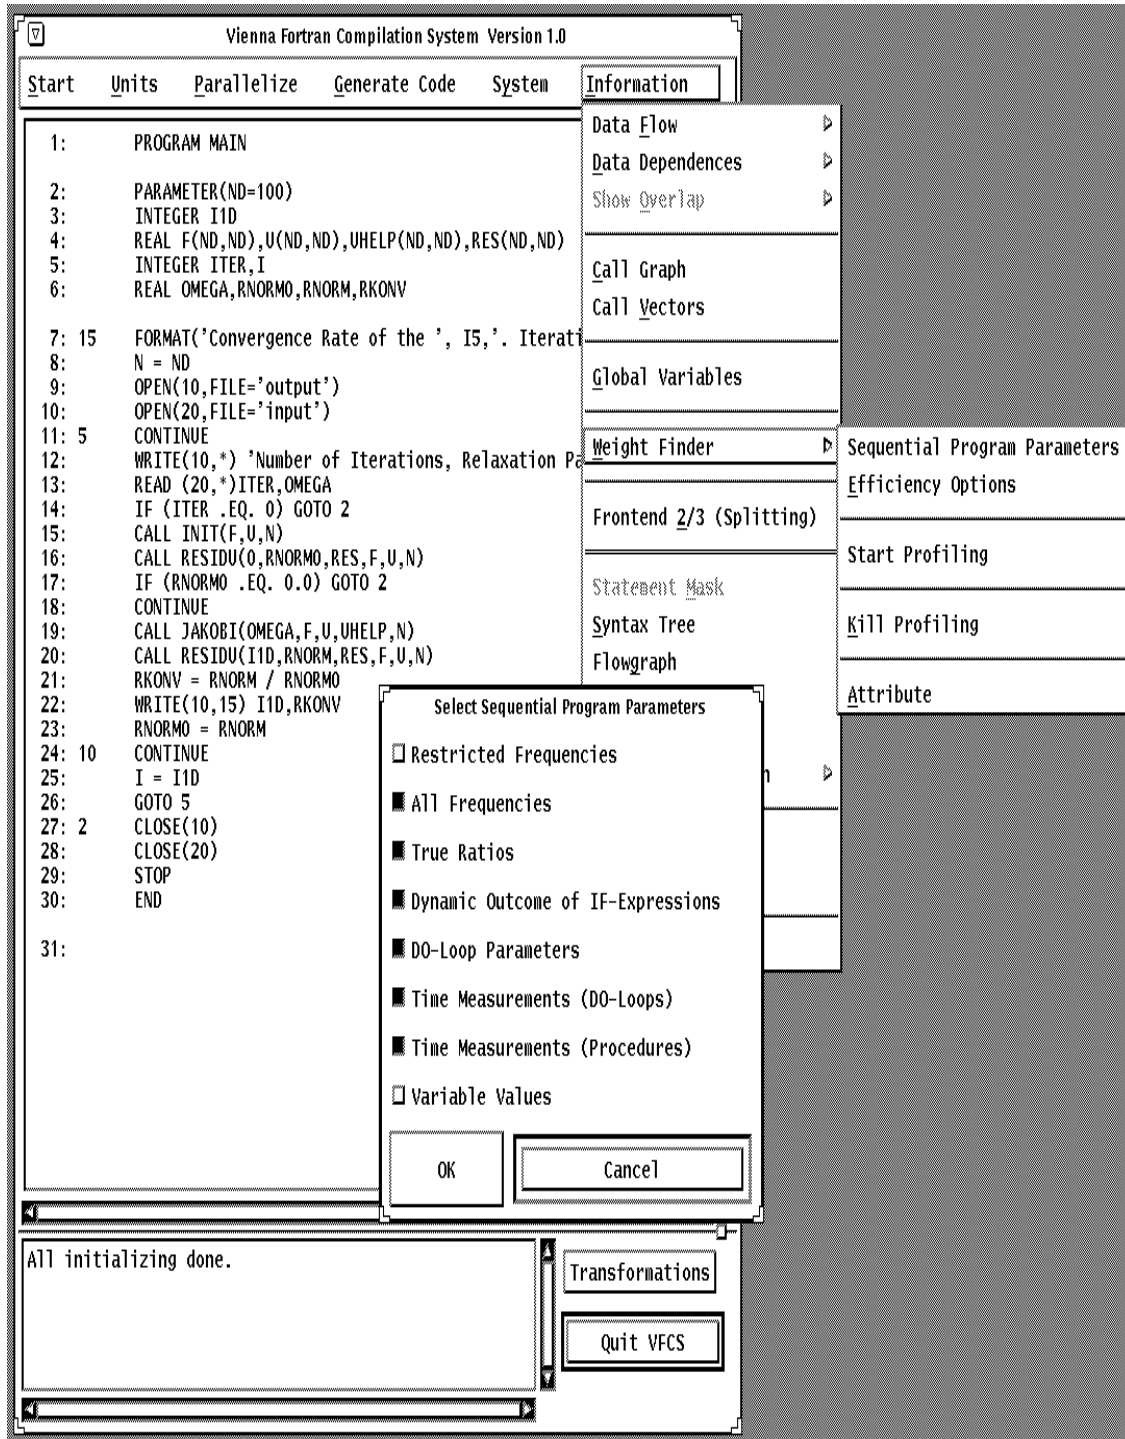 Vienna Fortran Compilation System Version 1.0
Start Units Parallelize Generate Code System Information
1: PROGRAM MAIN
2: PARAMETER(ND=100)
3: INTEGER I1D
4: REAL F(ND,ND),U(ND,ND),UHELP(ND,ND),RES(ND,ND)
5: INTEGER ITER,I
6: REAL OMEGA,RNORM0,RNORM,RKONV
7: 15 FORMAT('Convergence Rate of the ', I5,'. Iterati
8: N = ND
9: OPEN(10,FILE='output')
10: OPEN(20,FILE='input')
11: 5 CONTINUE
12: WRITE(10,*) 'Number of Iterations, Relaxation Pa
13: READ (20,*)ITER,OMEGA
14: IF (ITER .EQ. 0) GOTO 2
15: CALL INIT(F,U,N)
16: CALL RESIDU(0,RNORM0,RES,F,U,N)
17: IF (RNORM0 .EQ. 0.0) GOTO 2
18: CONTINUE
19: CALL JAKOBI(OMEGA,F,U,UHELP,N)
20: CALL RESIDU(I1D,RNORM,RES,F,U,N)
21: RKONV = RNORM / RNORM0
22: WRITE(10,15) I1D,RKONV
23: RNORM0 = RNORM
24: 10 CONTINUE
25: I = I1D
26: GOTO 5
27: 2 CLOSE(10)
28: CLOSE(20)
29: STOP
30: END
31:
Data Flow
Data Dependences
Show Overlap
Call Graph
Call Vectors
Global Variables
Weight Finder
Frontend 2/3 (Splitting)
Statement Mask
Syntax Tree
Flowgraph
Sequential Program Parameters
Efficiency Options
Start Profiling
Kill Profiling
Attribute
Select Sequential Program Parameters
Restricted Frequencies
All Frequencies
True Ratios
Dynamic Outcome of IF-Expressions
DO-Loop Parameters
Time Measurements (DO-Loops)
Time Measurements (Procedures)
Variable Values
OK Cancel
All initializing done.
Transformations
Quit VFCS